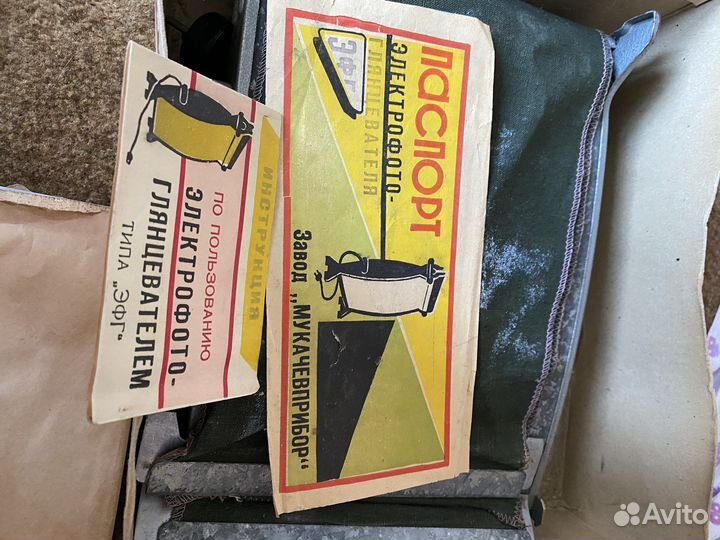 ИНСТРУКЦИЯ
ПО ПОЛЬЗОВАНИЮ
ЭЛЕКТРОФОТО-
ГЛЯНЦЕВАТЕЛЕМ
ТИПА „ЭФГ“
ПАСПОРТ
ЭЛЕКТРОФОТО-
ГЛЯНЦЕВАТЕЛЯ
ЭФГ
Завод „МУКАЧЕВПРИБОР“
Avito